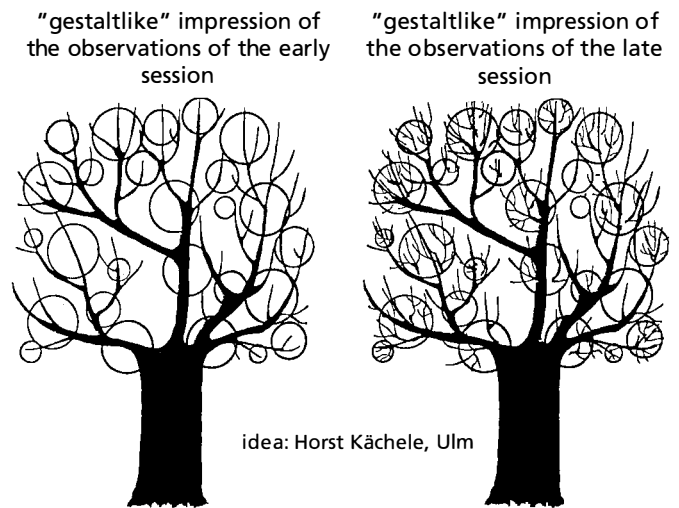 "gestaltlike" impression of
the observations of the early
session
"gestaltlike" impression of
the observations of the late
session
idea: Horst Kächele, Ulm